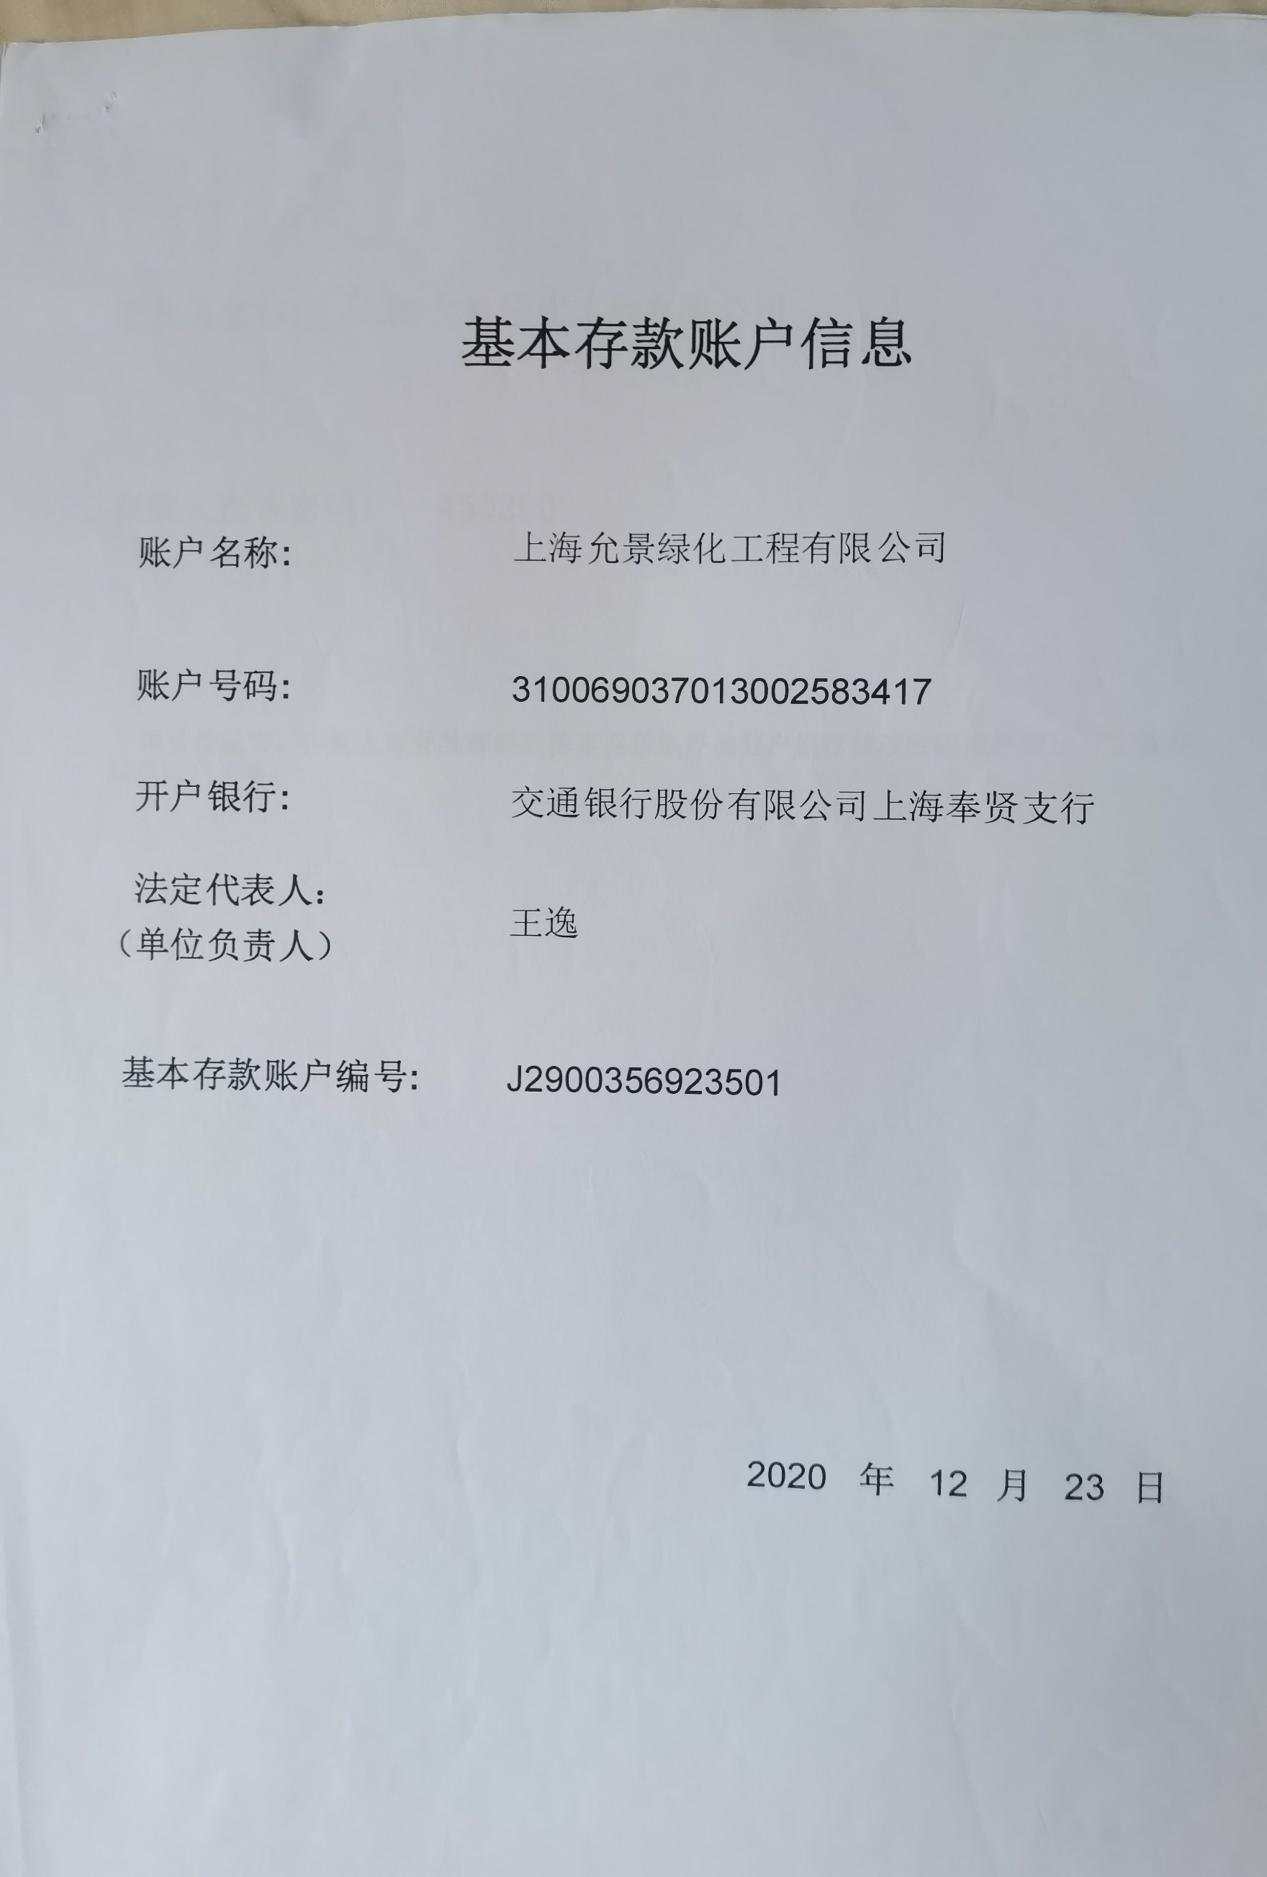 基本存款账户信息
账户名称: 上海允景绿化工程有限公司
账户号码: 310069037013002583417
开户银行: 交通银行股份有限公司上海奉贤支行
法定代表人:
（单位负责人） 王逸
基本存款账户编号: J2900356923501
2020 年 12 月 23 日